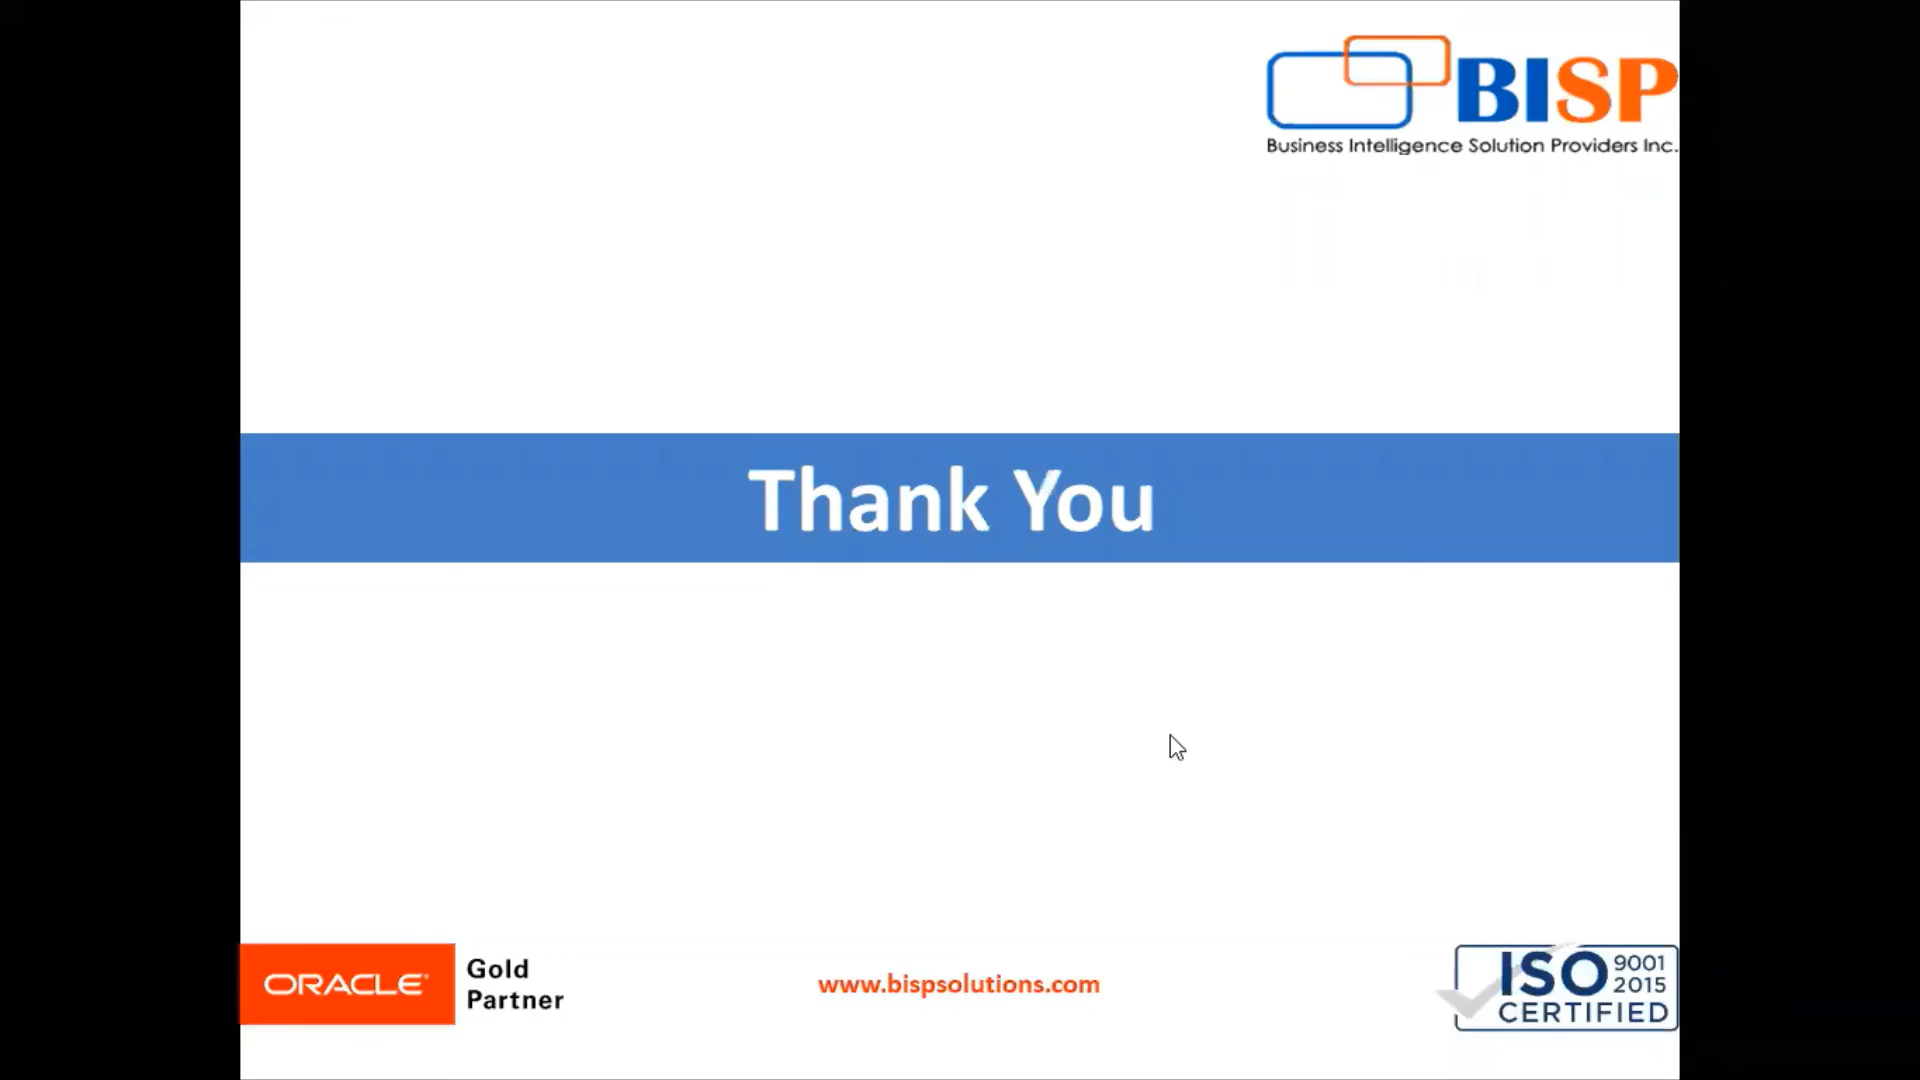 BISP
Business Intelligence Solution Providers Inc.
Thank You
ORACLE
Gold
Partner
www.bispsolutions.com
ISO 9001
2015
CERTIFIED